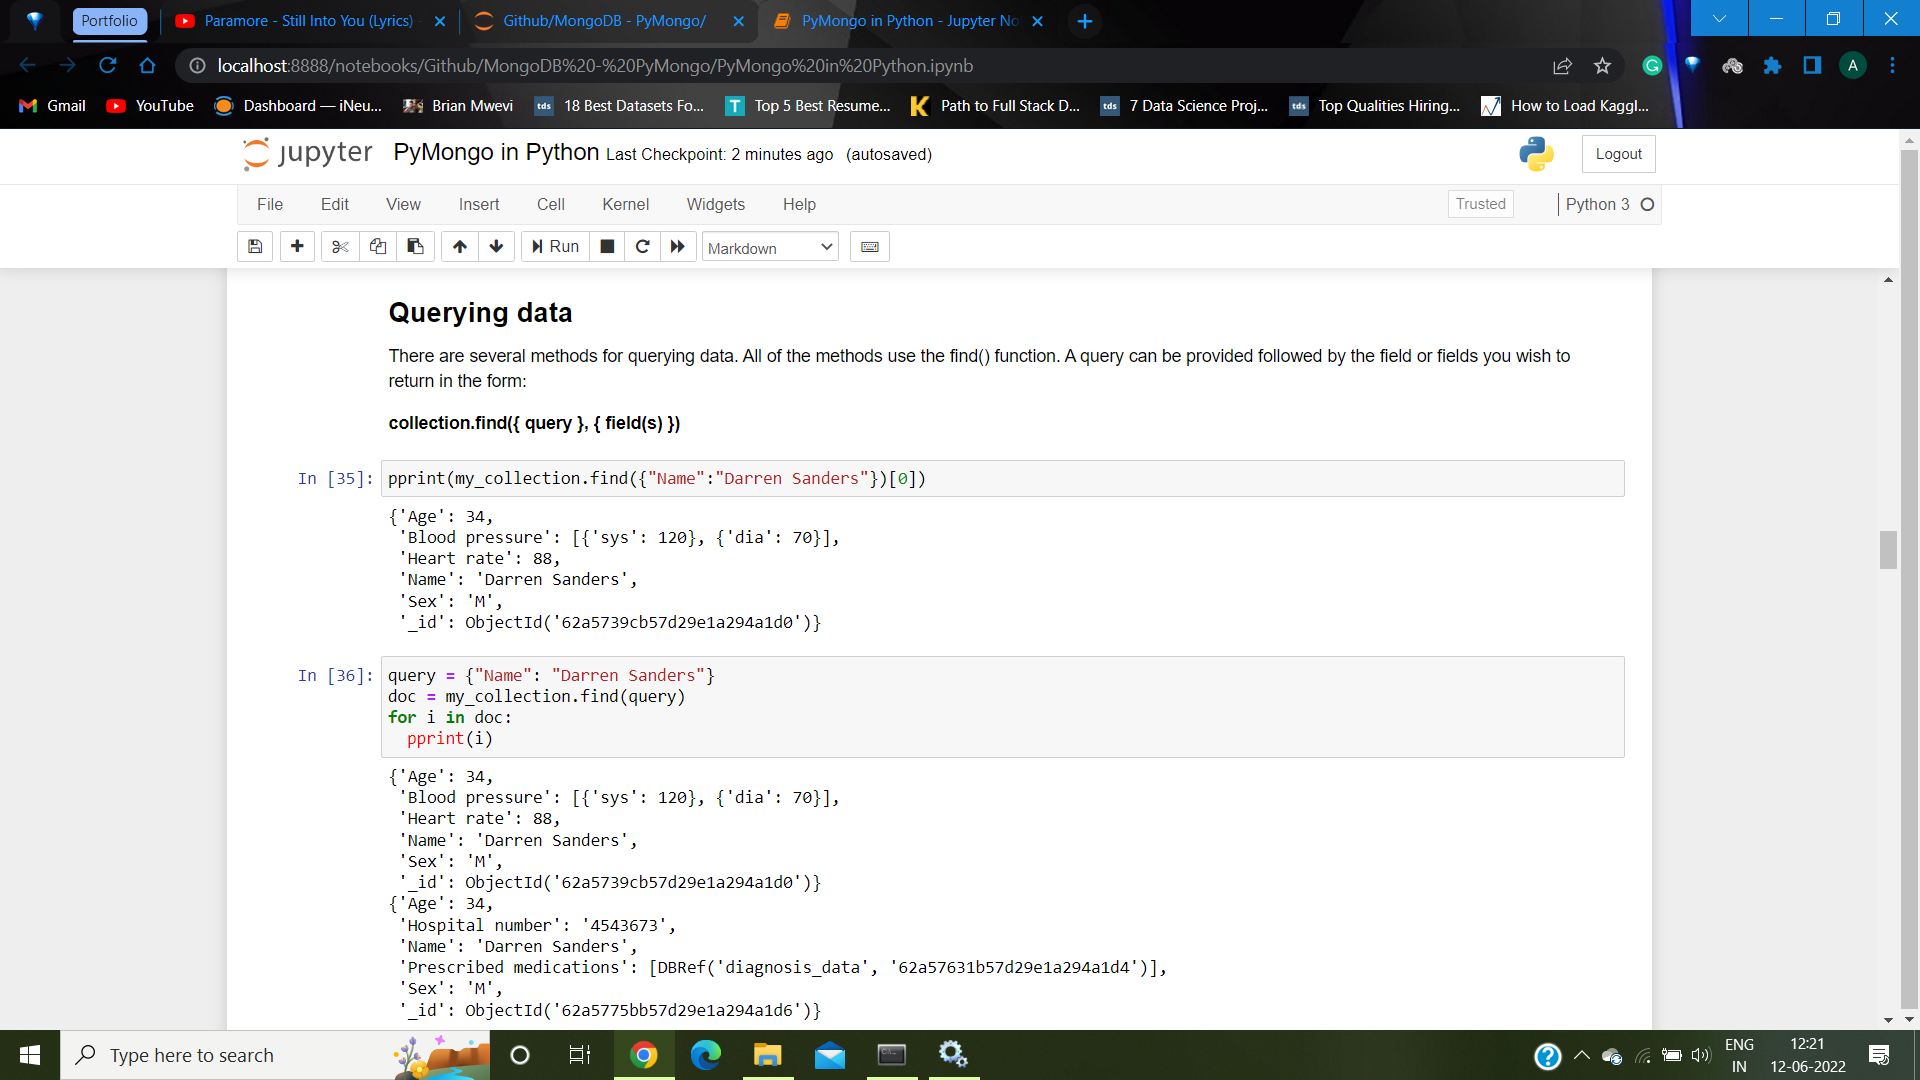 Portfolio
Paramore - Still Into You (Lyrics)
Github/MongoDB - PyMongo/
PyMongo in Python - Jupyter No
localhost:8888/notebooks/Github/MongoDB%20-%20PyMongo/PyMongo%20in%20Python.ipynb
A
Gmail
YouTube
Dashboard — iNeu...
Brian Mwevi
tds 18 Best Datasets Fo...
T Top 5 Best Resume...
K Path to Full Stack D...
tds 7 Data Science Proj...
tds Top Qualities Hiring...
How to Load Kaggl...
jupyter PyMongo in Python Last Checkpoint: 2 minutes ago (autosaved)
Logout
File Edit View Insert Cell Kernel Widgets Help
Trusted
Python 3
Run
Markdown
Querying data
There are several methods for querying data. All of the methods use the find() function. A query can be provided followed by the field or fields you wish to
return in the form:
collection.find({ query }, { field(s) })
In [35]: pprint(my_collection.find({"Name":"Darren Sanders"})[0])
{'Age': 34,
'Blood pressure': [{'sys': 120}, {'dia': 70}],
'Heart rate': 88,
'Name': 'Darren Sanders',
'Sex': 'M',
'_id': ObjectId('62a5739cb57d29e1a294a1d0')}
In [36]: query = {"Name": "Darren Sanders"}
doc = my_collection.find(query)
for i in doc:
pprint(i)
{'Age': 34,
'Blood pressure': [{'sys': 120}, {'dia': 70}],
'Heart rate': 88,
'Name': 'Darren Sanders',
'Sex': 'M',
'_id': ObjectId('62a5739cb57d29e1a294a1d0')}
{'Age': 34,
'Hospital number': '4543673',
'Name': 'Darren Sanders',
'Prescribed medications': [DBRef('diagnosis_data', '62a57631b57d29e1a294a1d4')],
'Sex': 'M',
'_id': ObjectId('62a5775bb57d29e1a294a1d6')}
Type here to search
ENG
IN
12:21
12-06-2022